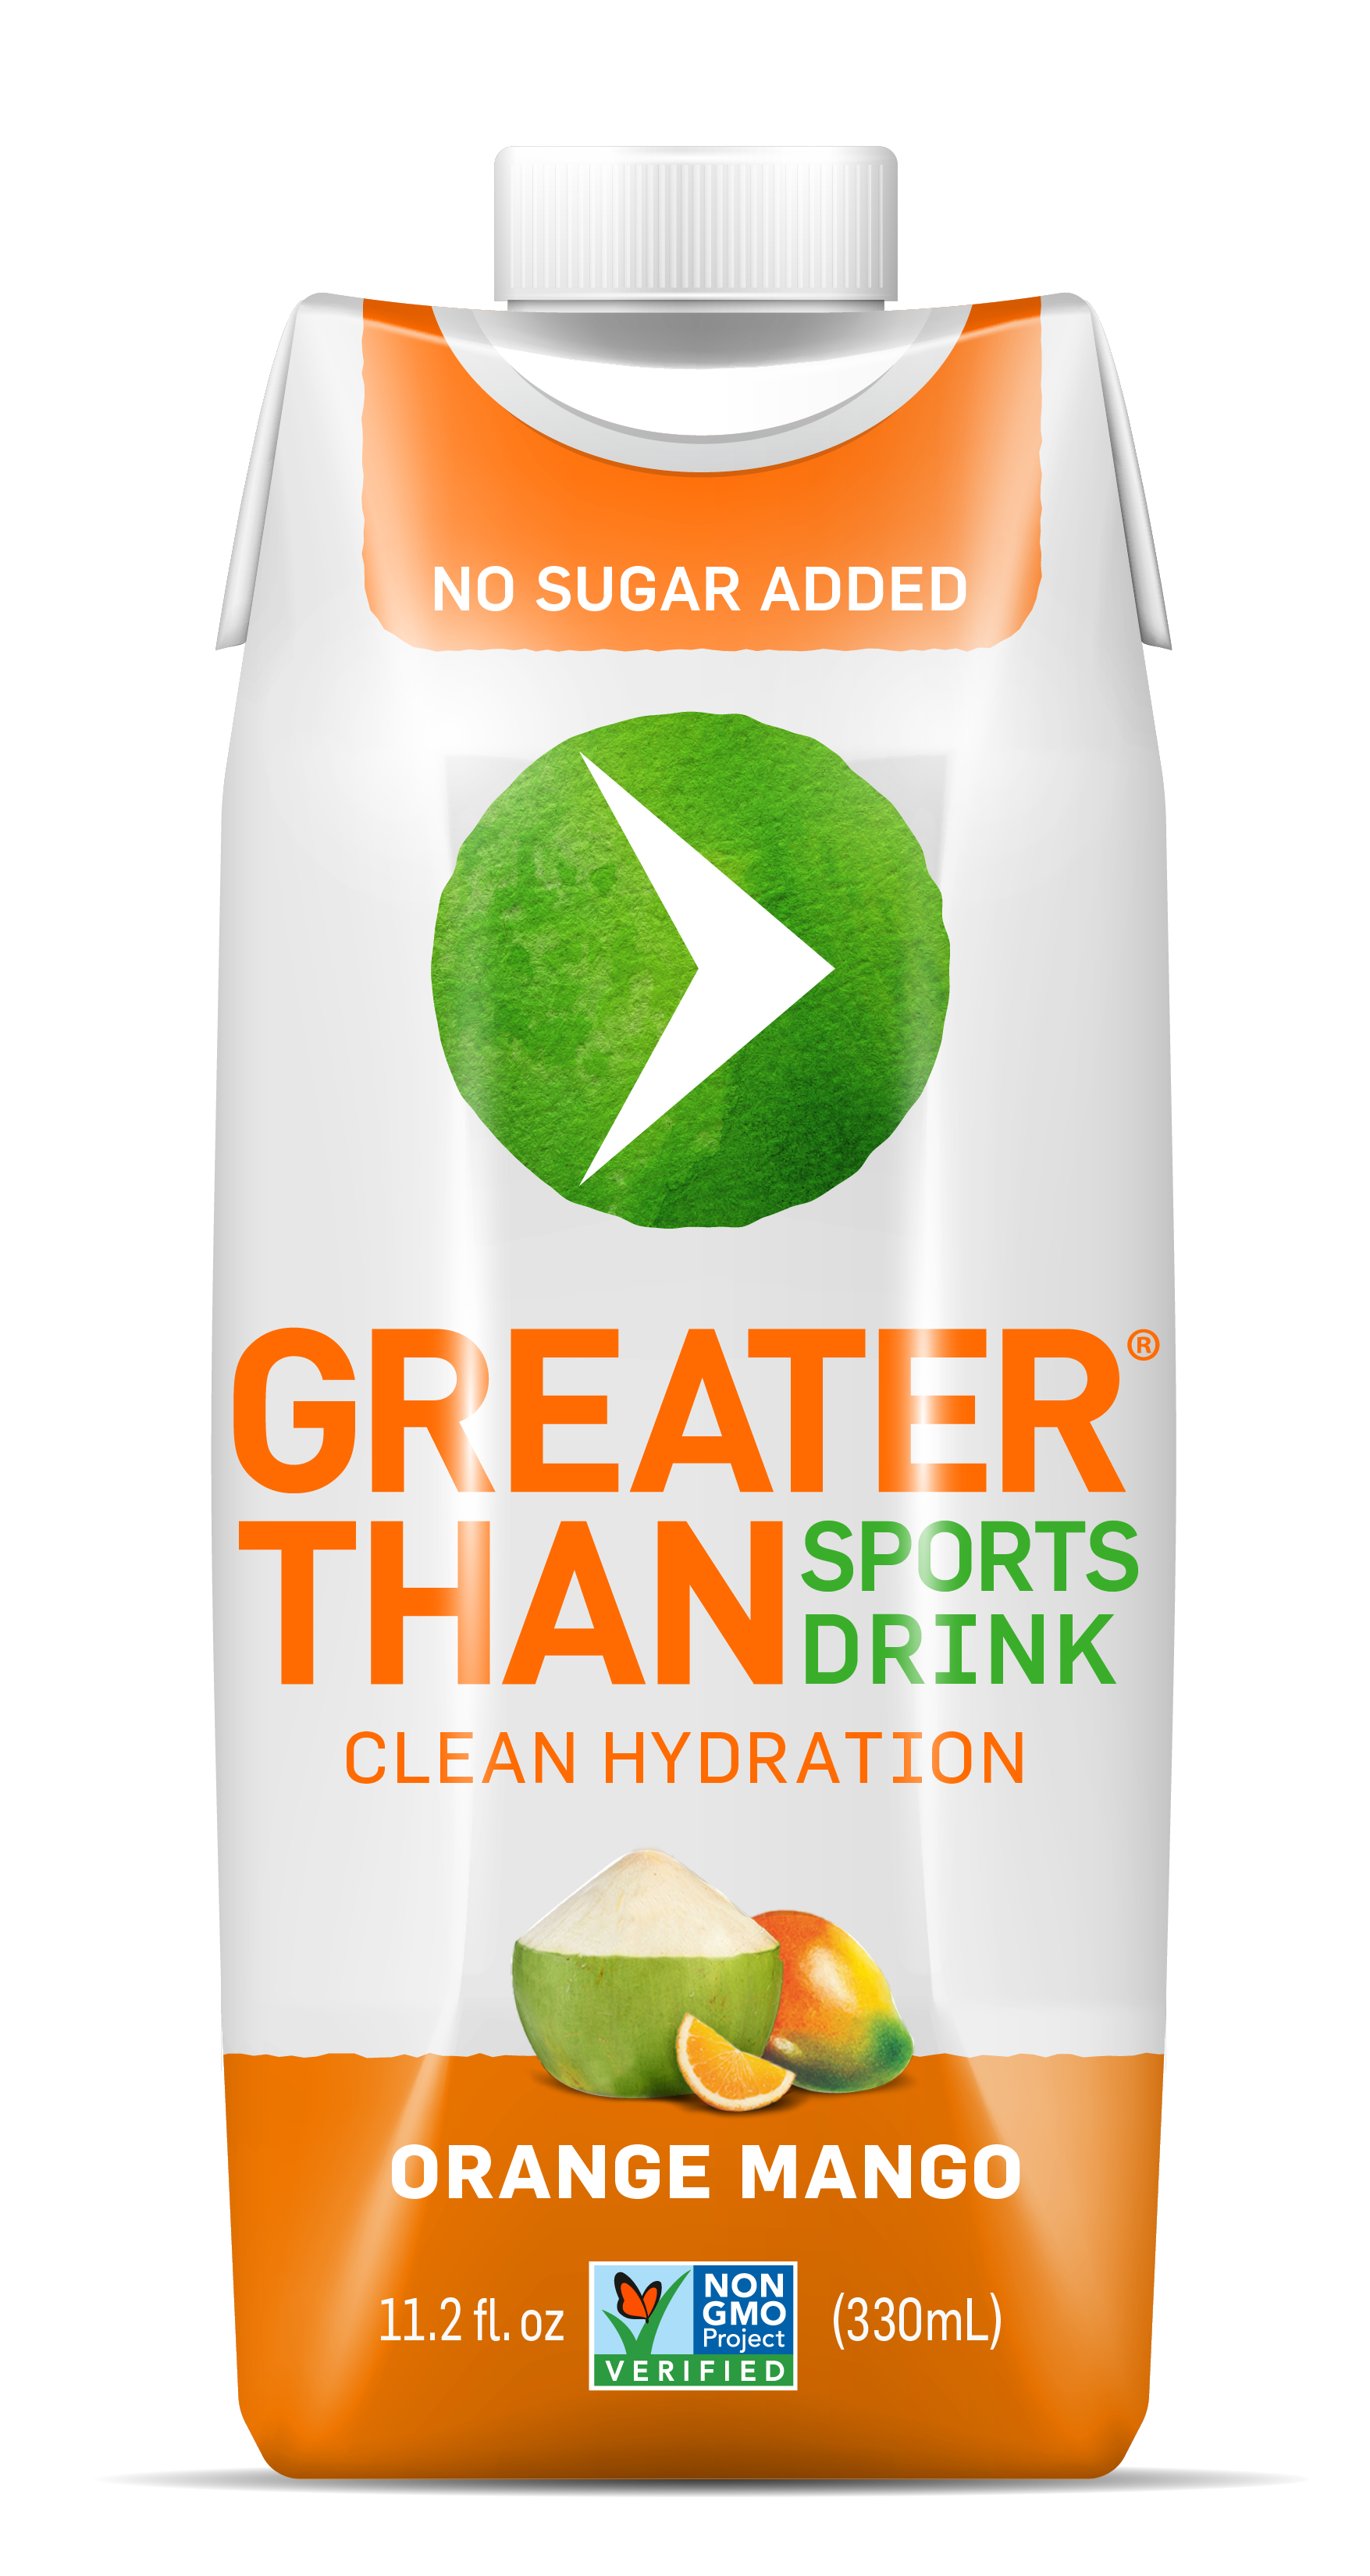 NO SUGAR ADDED
GREATER®
THAN SPORTS
DRINK
CLEAN HYDRATION
ORANGE MANGO
11.2 fl. oz
NON
GMO
Project
VERIFIED
(330mL)